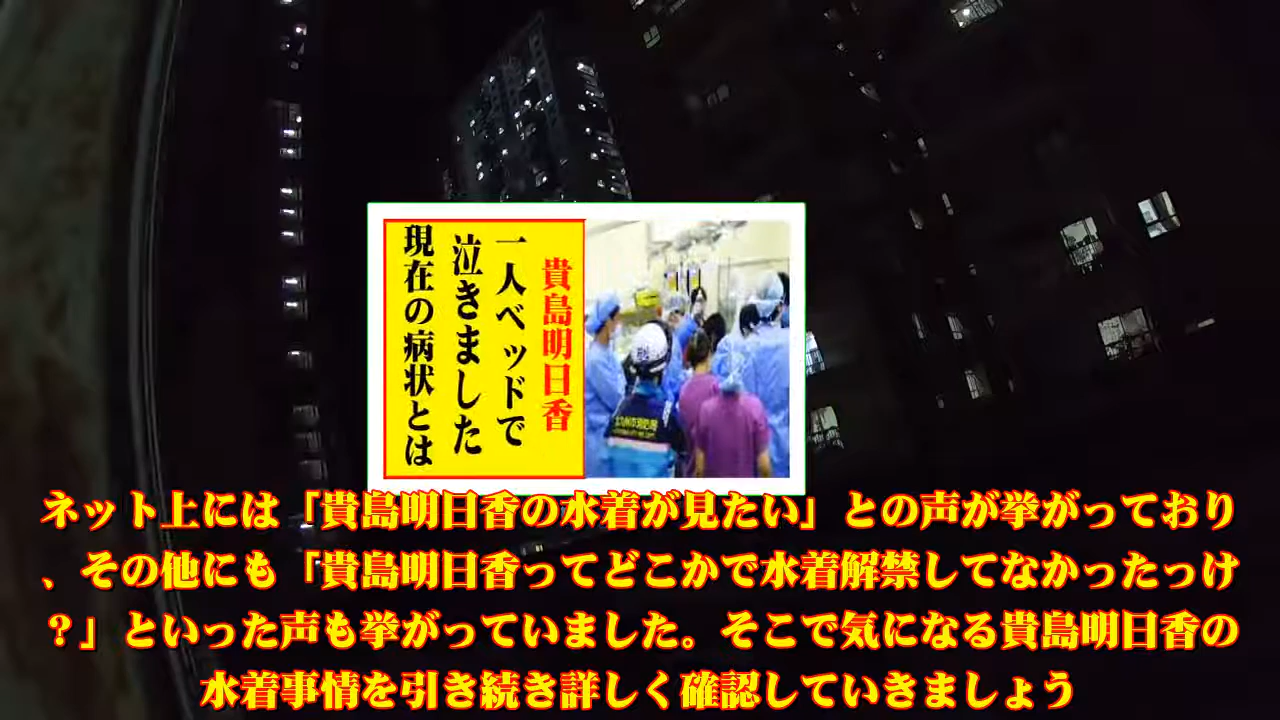 貴島明日香
一人ベッドで
泣きました
現在の病状とは
ネット上には「貴島明日香の水着が見たい」との声が挙がっており
、その他にも「貴島明日香ってどこかで水着解禁してなかったっけ
？」といった声も挙がっていました。そこで気になる貴島明日香の
水着事情を引き続き詳しく確認していきましょう